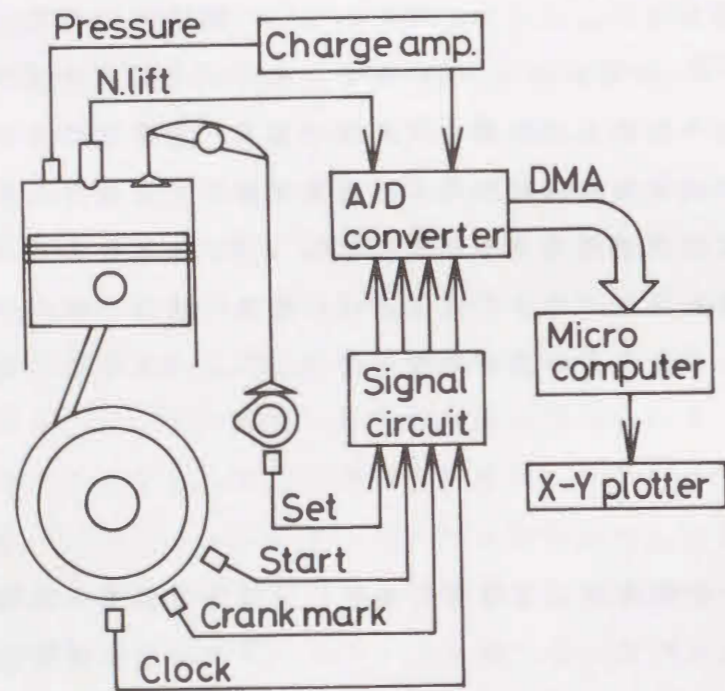 Pressure
Charge amp.
N.lift
A/D
converter
DMA
Micro
computer
Signal
circuit
X-Y plotter
Set
Start
Crank mark
Clock